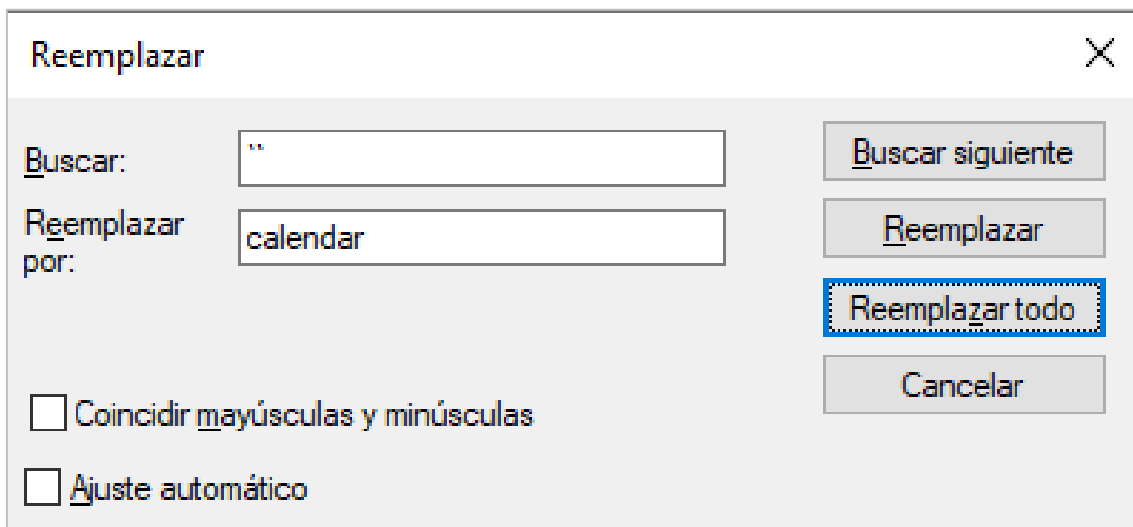 Reemplazar
Buscar: `` Buscar siguiente
Reemplazar por: calendar Reemplazar
Reemplazar todo
Cancelar
Coincidir mayúsculas y minúsculas
Ajuste automático